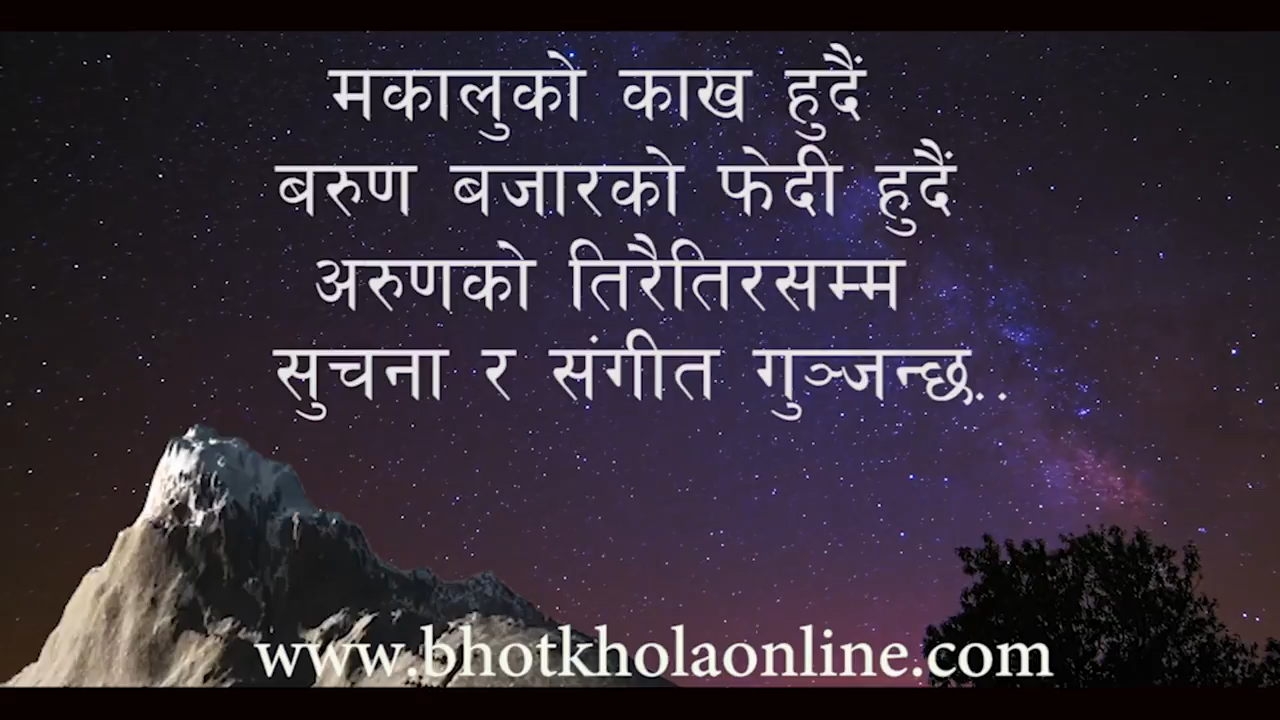 मकालुको काख हुदैं
बरुण बजारको फेदी हुदैं
अरुणको तिरैतिरसम्म
सुचना र संगीत गुञ्जन्छ..
www.bhotkholaonline.com